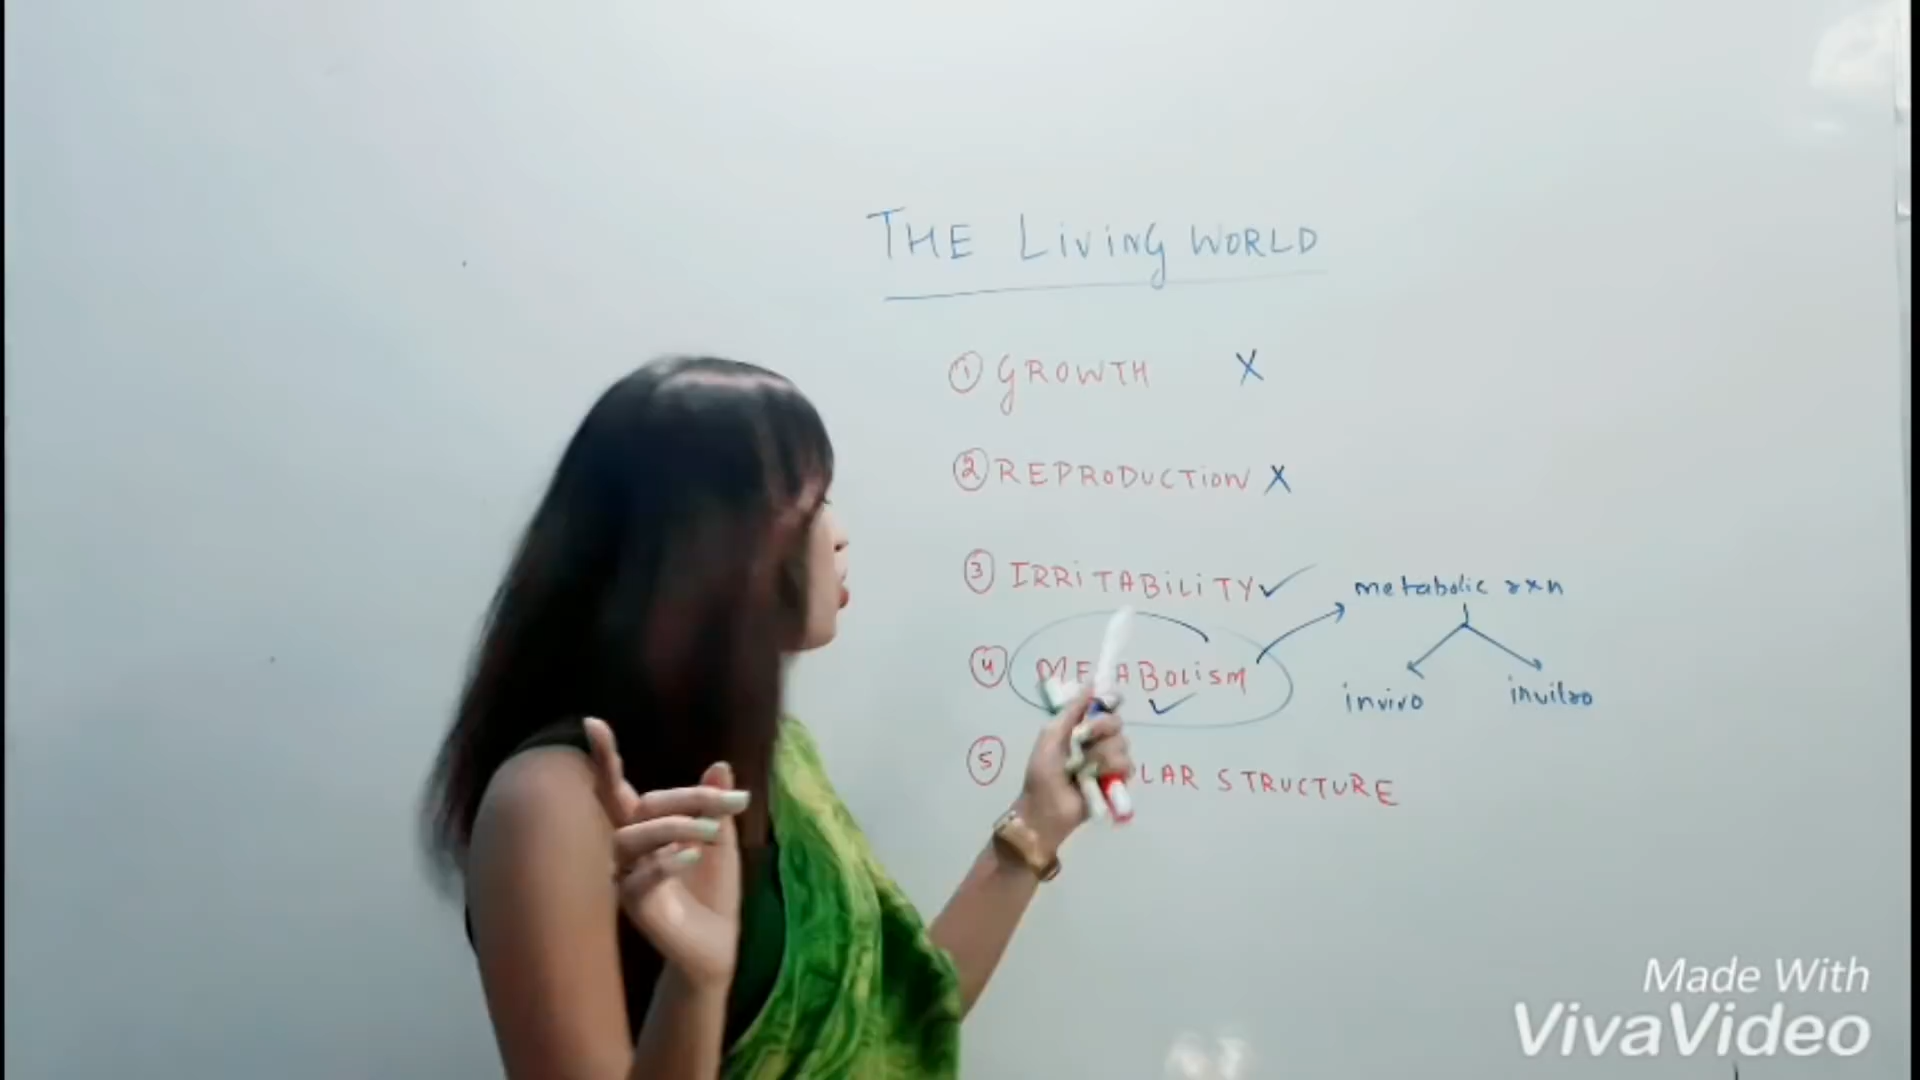 THE LiviNG WORLD
① GROWTH X
② REPRODUCTiON X
③ IRRiTABiLiTY ✓
metabolic rxn
④ METABOLiSM ✓
invivo invitro
⑤ LAR STRUCTURE
Made With
VivaVideo